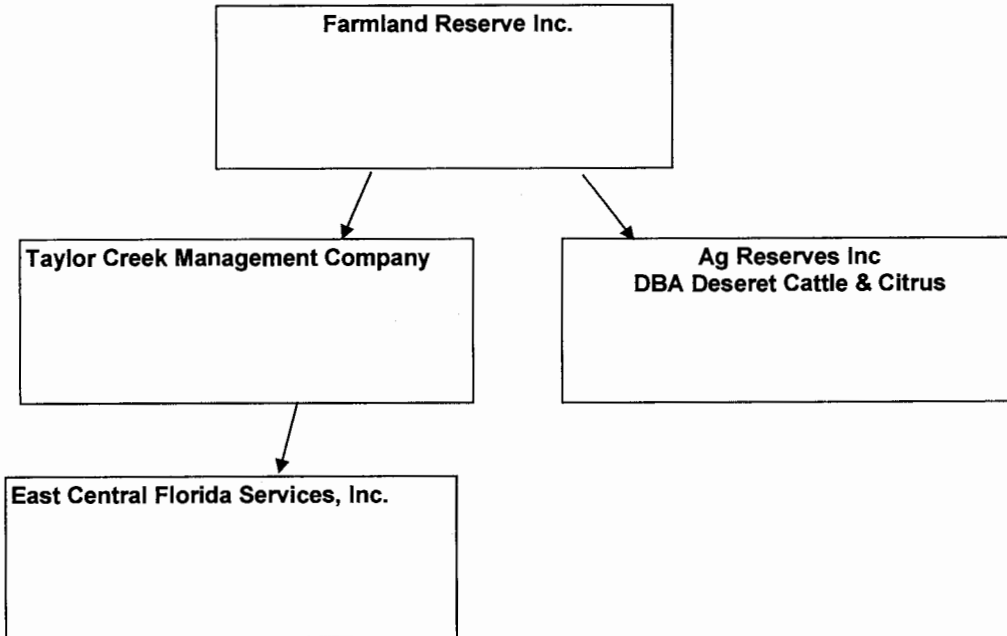 Farmland Reserve Inc.
Taylor Creek Management Company
Ag Reserves Inc
DBA Deseret Cattle & Citrus
East Central Florida Services, Inc.